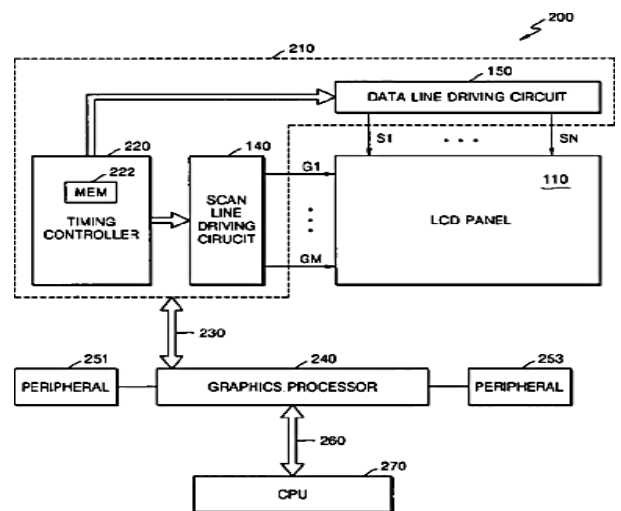 200
210
150
DATA LINE DRIVING CIRCUIT
S1 . . . SN
220
222
MEM
TIMING
CONTROLLER
140
SCAN
LINE
DRIVING
CIRUCIT
G1
GM
110
LCD PANEL
230
251
PERIPHERAL
240
GRAPHICS PROCESSOR
253
PERIPHERAL
260
270
CPU